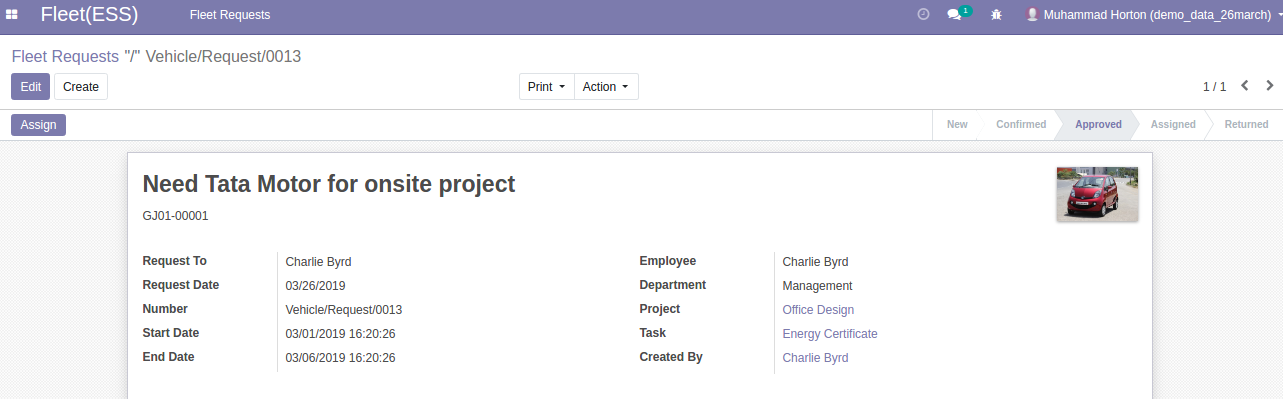 Fleet(ESS) Fleet Requests 1 Muhammad Horton (demo_data_26march)
Fleet Requests "/" Vehicle/Request/0013
Edit Create Print Action 1 / 1
Assign New Confirmed Approved Assigned Returned
Need Tata Motor for onsite project
GJ01-00001
Request To Charlie Byrd Employee Charlie Byrd
Request Date 03/26/2019 Department Management
Number Vehicle/Request/0013 Project Office Design
Start Date 03/01/2019 16:20:26 Task Energy Certificate
End Date 03/06/2019 16:20:26 Created By Charlie Byrd